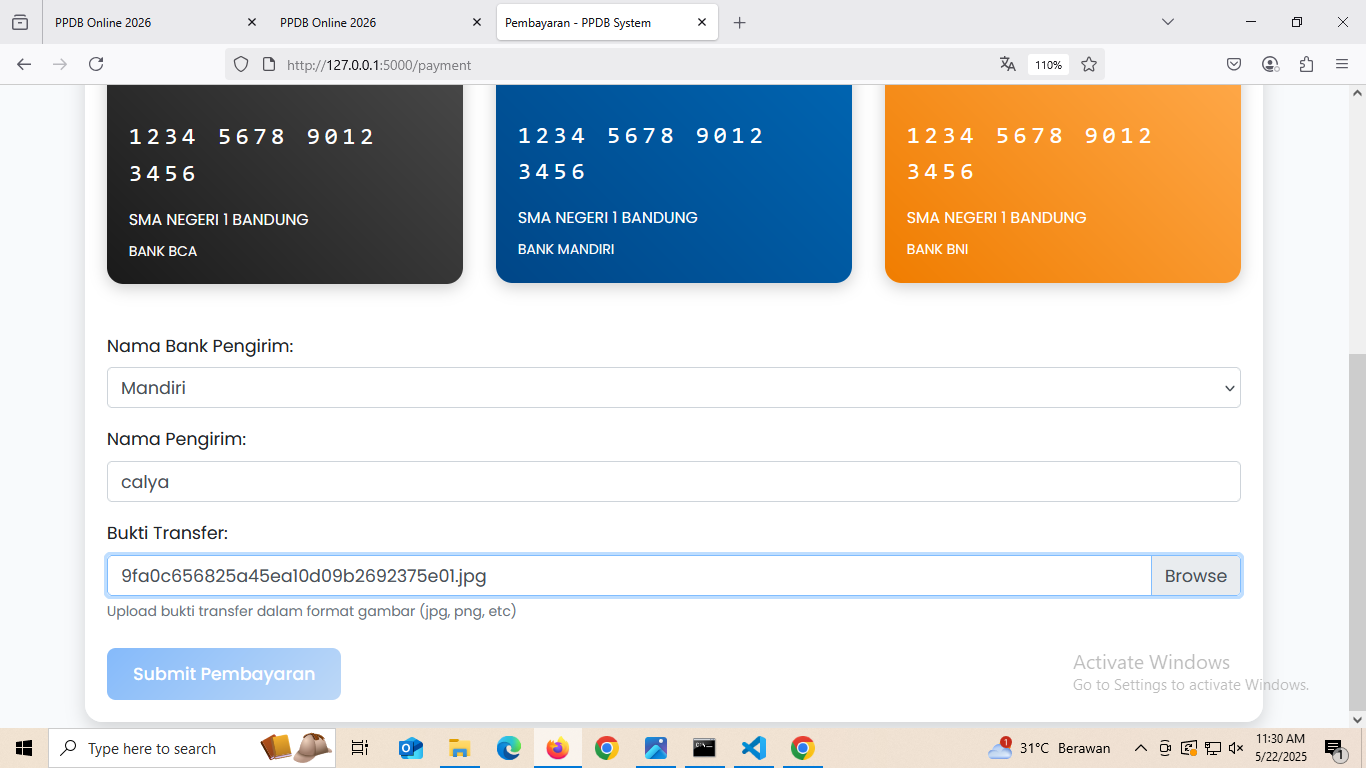 PPDB Online 2026
PPDB Online 2026
Pembayaran - PPDB System
http://127.0.0.1:5000/payment
110%
1234 5678 9012
3456
SMA NEGERI 1 BANDUNG
BANK BCA
1234 5678 9012
3456
SMA NEGERI 1 BANDUNG
BANK MANDIRI
1234 5678 9012
3456
SMA NEGERI 1 BANDUNG
BANK BNI
Nama Bank Pengirim:
Mandiri
Nama Pengirim:
calya
Bukti Transfer:
9fa0c656825a45ea10d09b2692375e01.jpg
Browse
Upload bukti transfer dalam format gambar (jpg, png, etc)
Submit Pembayaran
Activate Windows
Go to Settings to activate Windows.
Type here to search
1
31°C Berawan
11:30 AM
5/22/2025
1